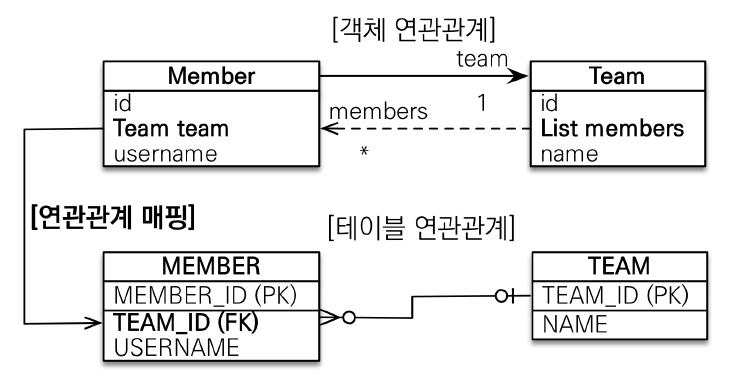 [객체 연관관계]
team
Member
Team
id
Team team
username
id
List members
name
members
1
*
[연관관계 매핑]
[테이블 연관관계]
MEMBER
MEMBER_ID (PK)
TEAM_ID (FK)
USERNAME
TEAM
TEAM_ID (PK)
NAME